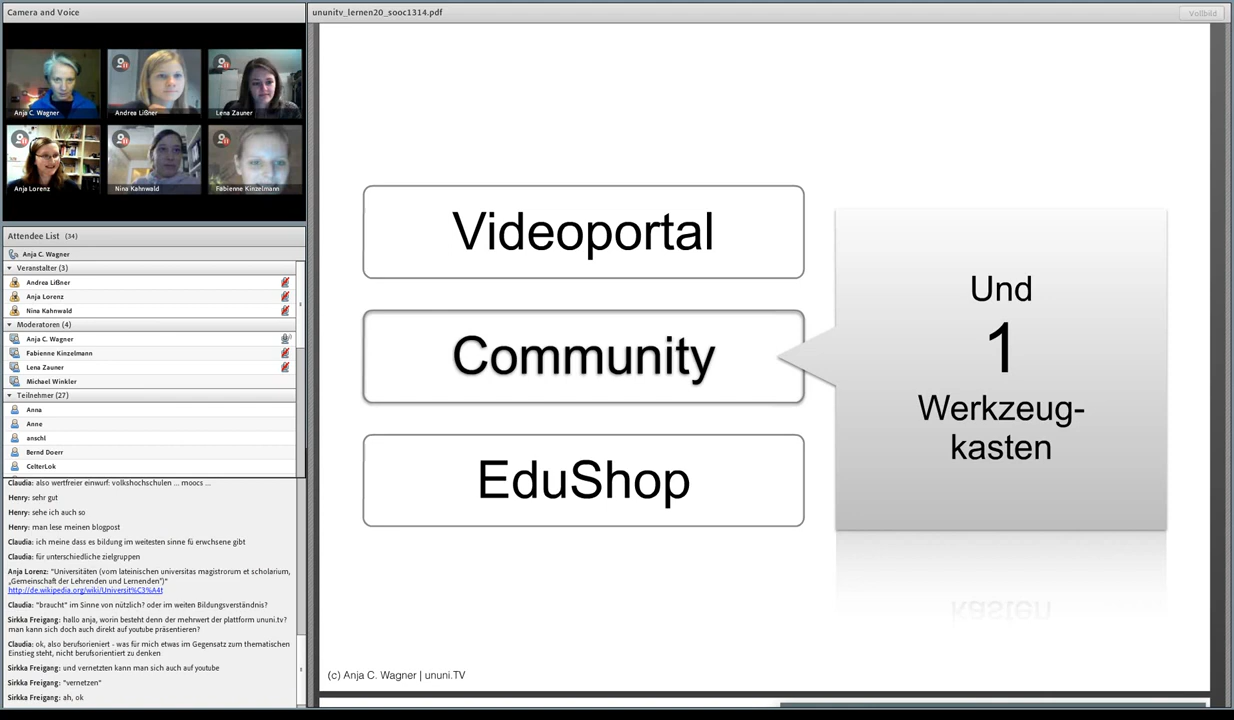 Camera and Voice
Anja C. Wagner
Andrea Lißner
Lena Zauner
Anja Lorenz
Nina Kahnwald
Fabienne Kinzelmann
Attendee List (34)
Anja C. Wagner
Veranstalter (3)
Andrea Lißner
Anja Lorenz
Nina Kahnwald
Moderatoren (4)
Anja C. Wagner
Fabienne Kinzelmann
Lena Zauner
Michael Winkler
Teilnehmer (27)
Anna
Anne
anschl
Bernd Doerr
CelterLok
Claudia: also wertfreier einwurf: volkshochschulen ... moocs ...
Henry: sehr gut
Henry: sehe ich auch so
Henry: man lese meinen blogpost
Claudia: ich meine dass es bildung im weitesten sinne fü erwchsene gibt
Claudia: für unterschiedliche zielgruppen
Anja Lorenz: "Universitäten (vom lateinischen universitas magistrorum et scholarium,
„Gemeinschaft der Lehrenden und Lernenden“)"
http://de.wikipedia.org/wiki/Universit%C3%A4t
Claudia: "braucht" im Sinne von nützlich? oder im weiten Bildungsverständnis?
Sirkka Freigang: hallo anja, worin besteht denn der mehrwert der plattform ununi.tv?
man kann sich doch auch direkt auf youtube präsentieren?
Claudia: ok, also berufsorieniert - was für mich etwas im Gegensatz zum thematischen
Einstieg steht, nicht berufsorientiert zu denken
Sirkka Freigang: und vernetzten kann man sich auch auf youtube
Sirkka Freigang: "vernetzen"
Sirkka Freigang: ah, ok
ununitv_lernen20_sooc1314.pdf
Vollbild
Videoportal
Community
EduShop
Und
1
Werkzeug-
kasten
kasten
(c) Anja C. Wagner | ununi.TV